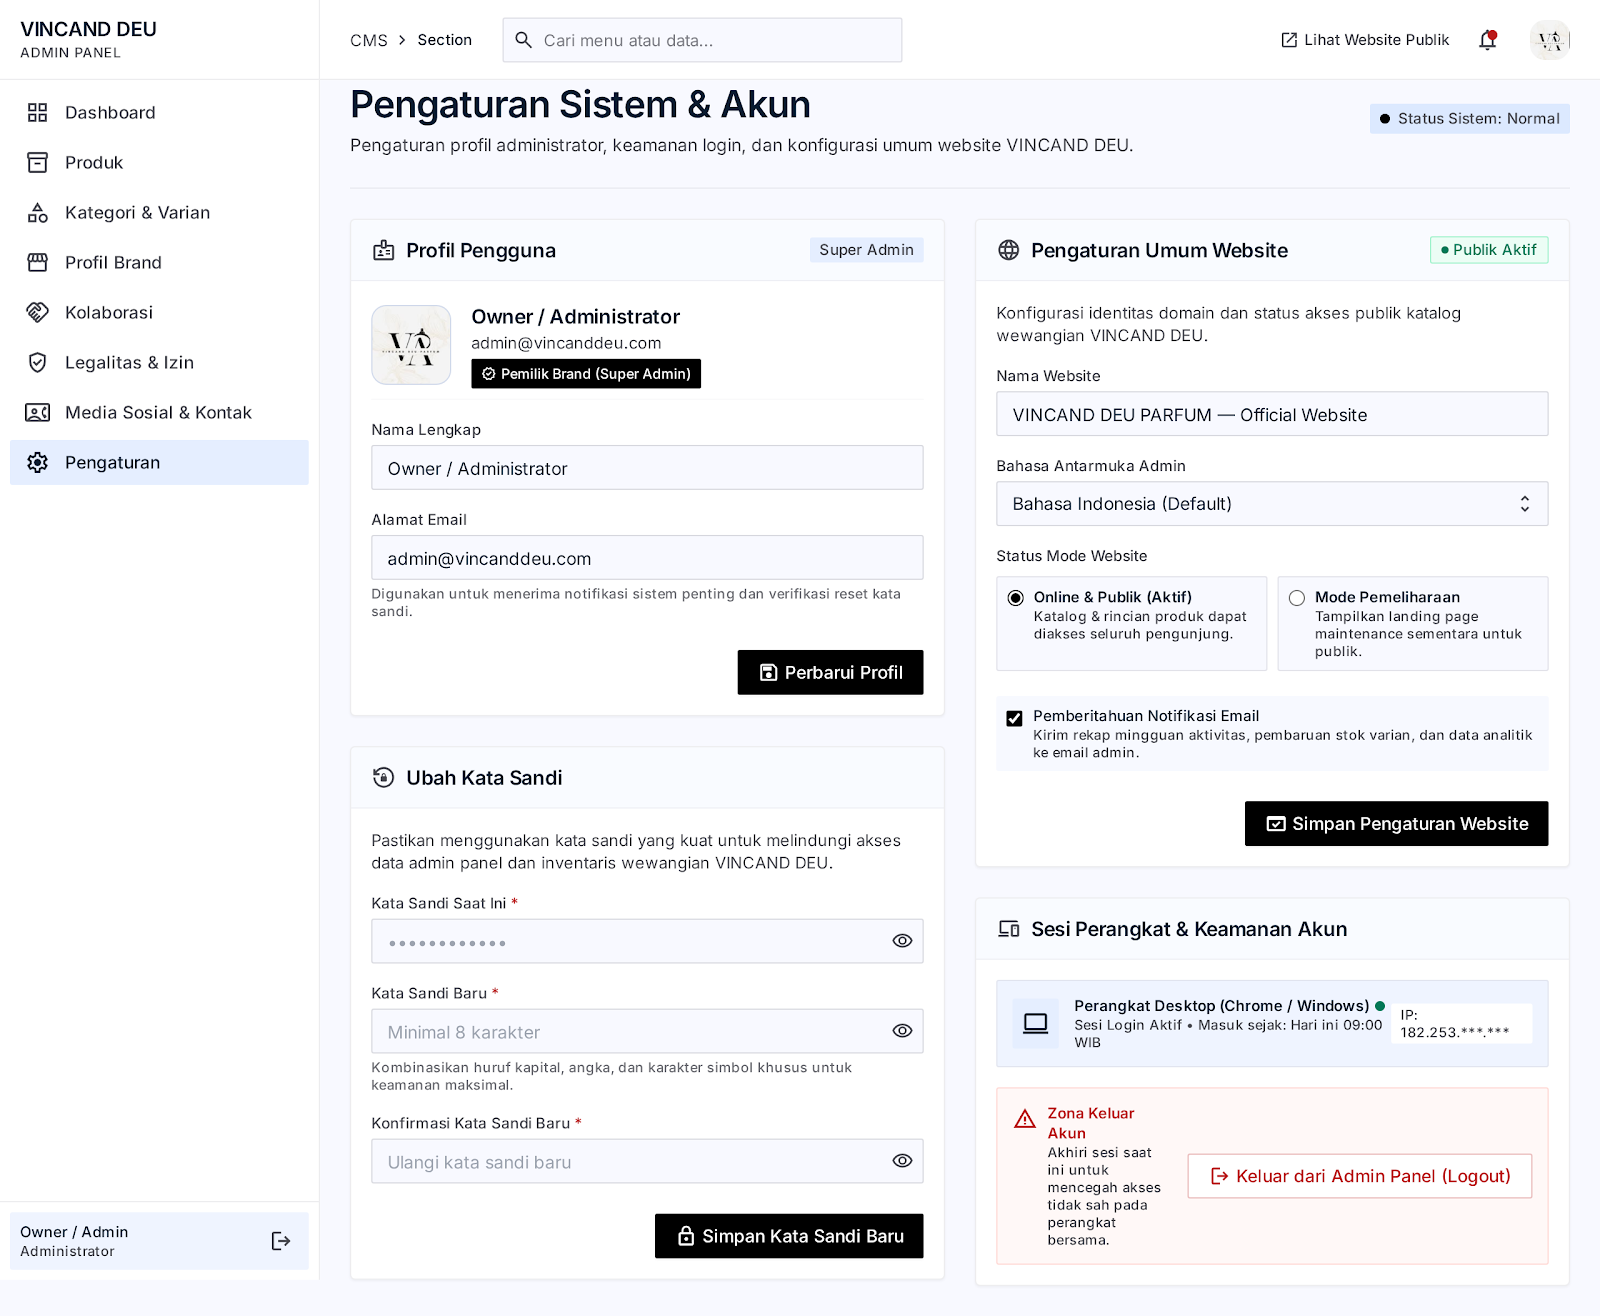 VINCAND DEU
ADMIN PANEL
CMS > Section
Cari menu atau data...
Lihat Website Publik
Dashboard
Produk
Kategori & Varian
Profil Brand
Kolaborasi
Legalitas & Izin
Media Sosial & Kontak
Pengaturan
Owner / Admin
Administrator
Pengaturan Sistem & Akun
Pengaturan profil administrator, keamanan login, dan konfigurasi umum website VINCAND DEU.
Status Sistem: Normal
Profil Pengguna
Super Admin
VA
VINCAND DEU PARFUM
Owner / Administrator
admin@vincanddeu.com
Pemilik Brand (Super Admin)
Nama Lengkap
Owner / Administrator
Alamat Email
admin@vincanddeu.com
Digunakan untuk menerima notifikasi sistem penting dan verifikasi reset kata
sandi.
Perbarui Profil
Ubah Kata Sandi
Pastikan menggunakan kata sandi yang kuat untuk melindungi akses
data admin panel dan inventaris wewangian VINCAND DEU.
Kata Sandi Saat Ini *
••••••••••••
Kata Sandi Baru *
Minimal 8 karakter
Kombinasikan huruf kapital, angka, dan karakter simbol khusus untuk
keamanan maksimal.
Konfirmasi Kata Sandi Baru *
Ulangi kata sandi baru
Simpan Kata Sandi Baru
Pengaturan Umum Website
Publik Aktif
Konfigurasi identitas domain dan status akses publik katalog
wewangian VINCAND DEU.
Nama Website
VINCAND DEU PARFUM — Official Website
Bahasa Antarmuka Admin
Bahasa Indonesia (Default)
Status Mode Website
Online & Publik (Aktif)
Katalog & rincian produk dapat
diakses seluruh pengunjung.
Mode Pemeliharaan
Tampilkan landing page
maintenance sementara untuk
publik.
Pemberitahuan Notifikasi Email
Kirim rekap mingguan aktivitas, pembaruan stok varian, dan data analitik
ke email admin.
Simpan Pengaturan Website
Sesi Perangkat & Keamanan Akun
Perangkat Desktop (Chrome / Windows)
Sesi Login Aktif • Masuk sejak: Hari ini 09:00
WIB
IP:
182.253.***.***
Zona Keluar
Akun
Akhiri sesi saat
ini untuk
mencegah akses
tidak sah pada
perangkat
bersama.
Keluar dari Admin Panel (Logout)